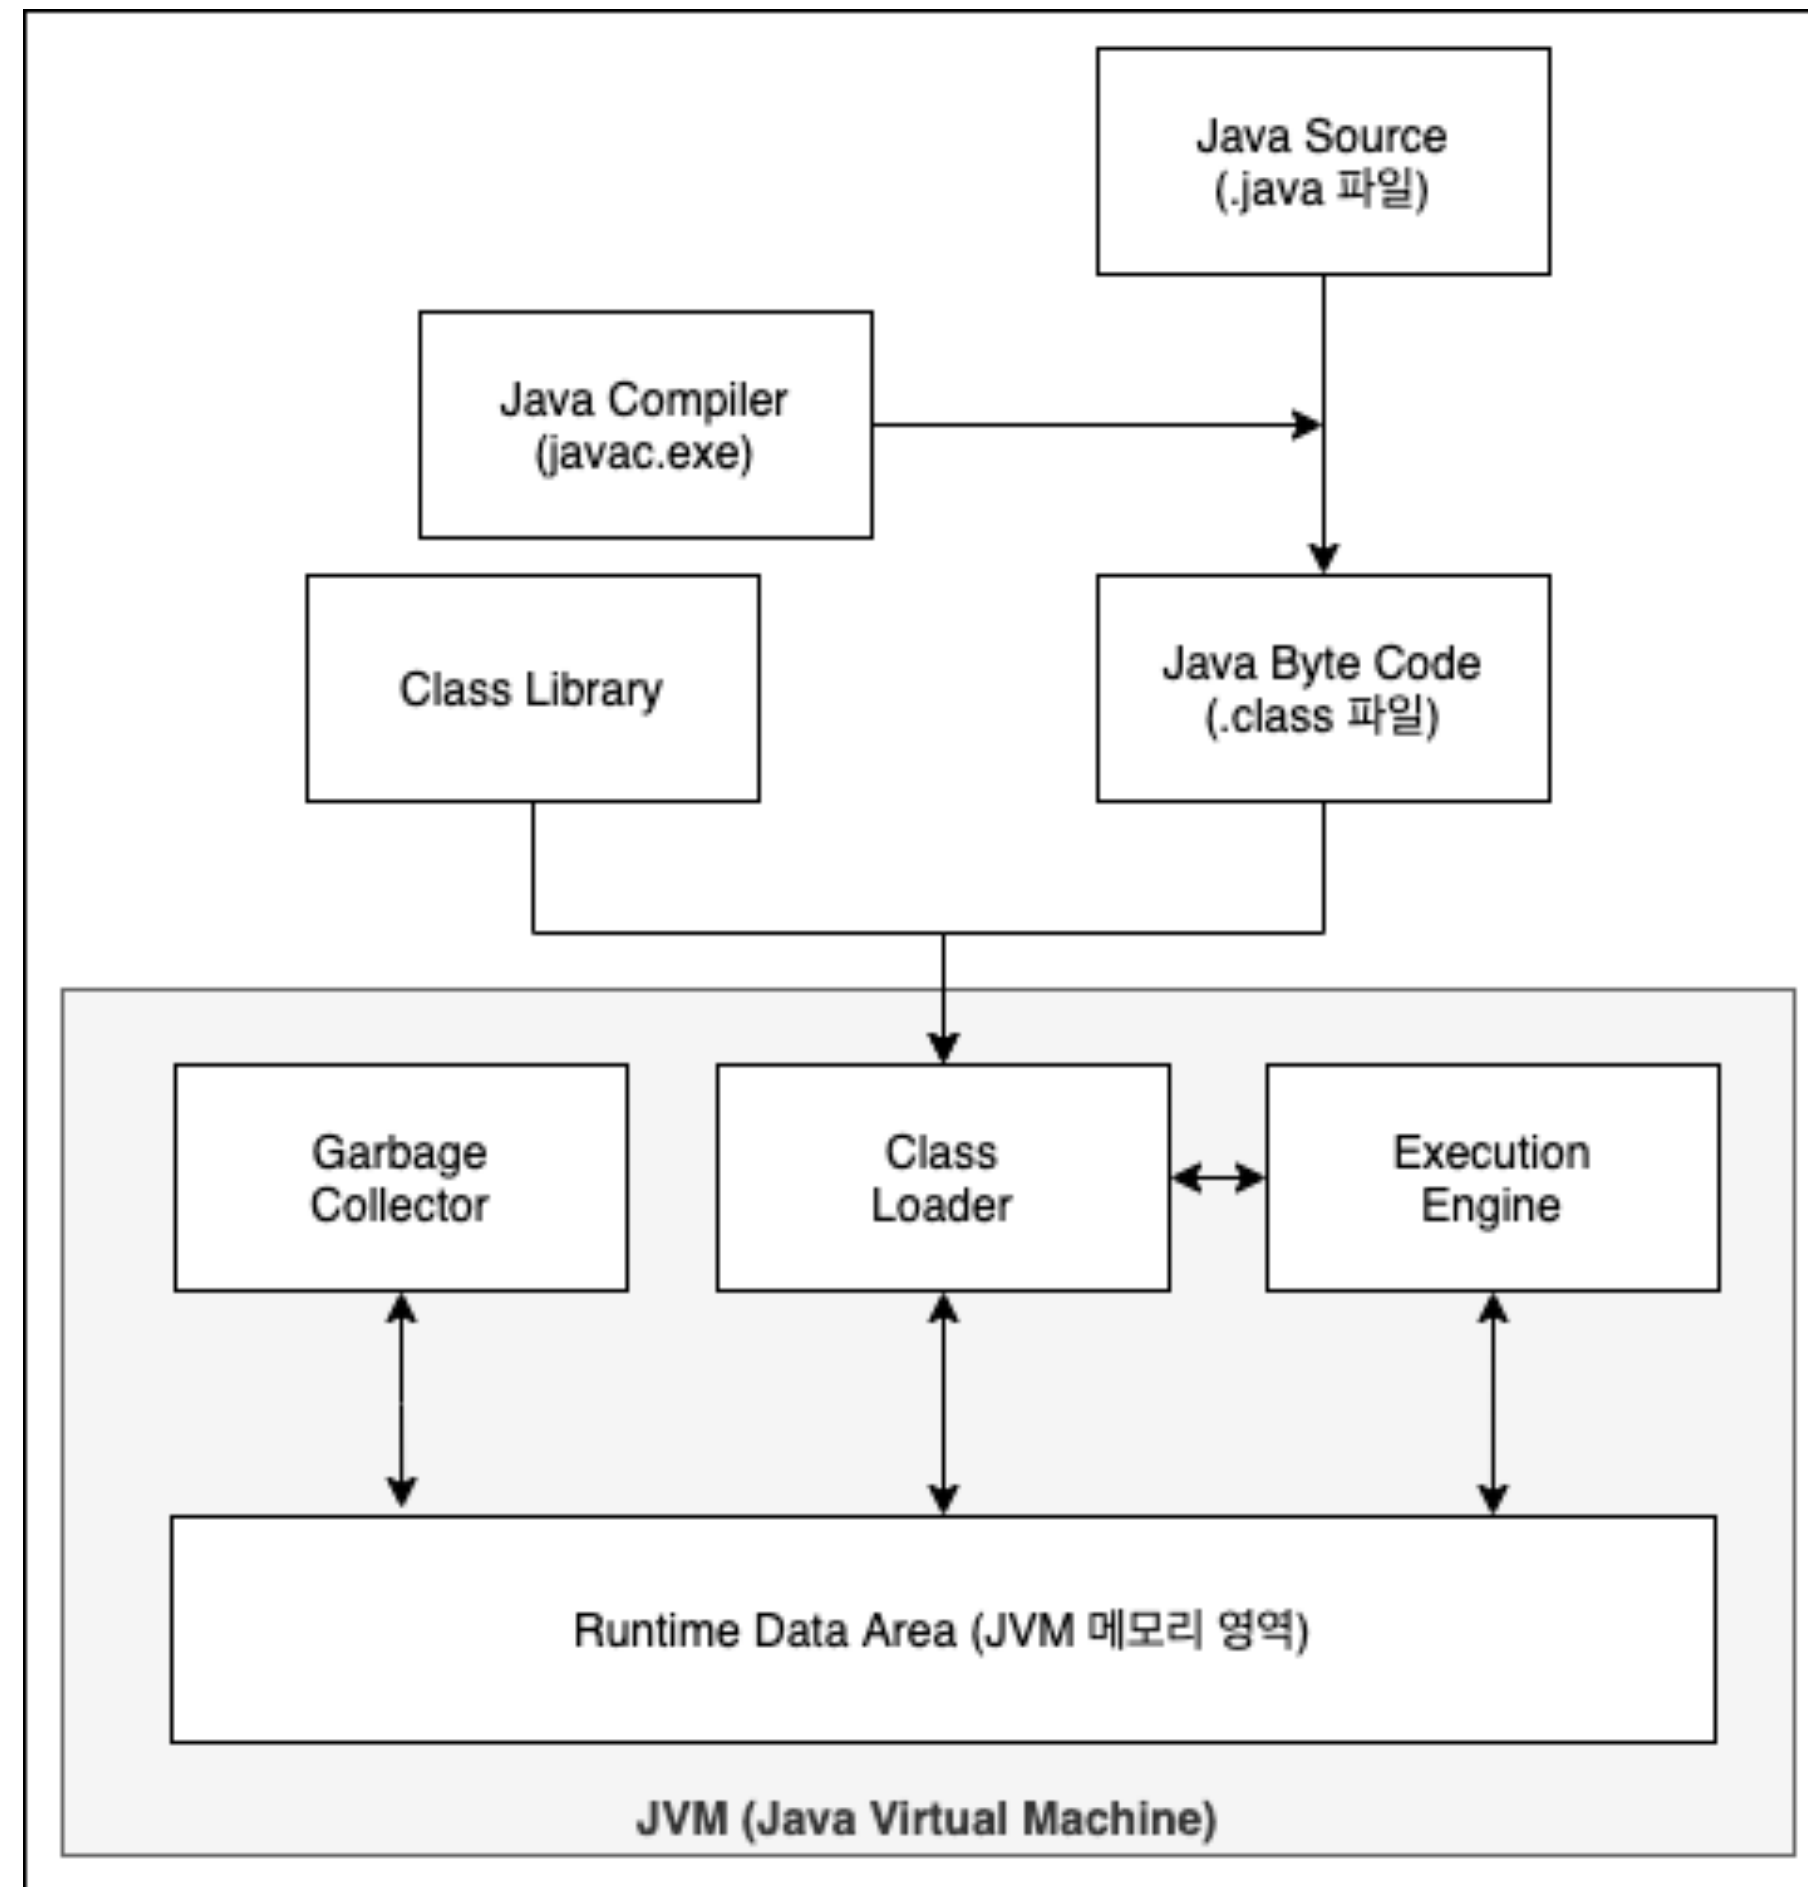 Java Source
(.java 파일)
Java Compiler
(javac.exe)
Class Library
Java Byte Code
(.class 파일)
Garbage
Collector
Class
Loader
Execution
Engine
Runtime Data Area (JVM 메모리 영역)
JVM (Java Virtual Machine)